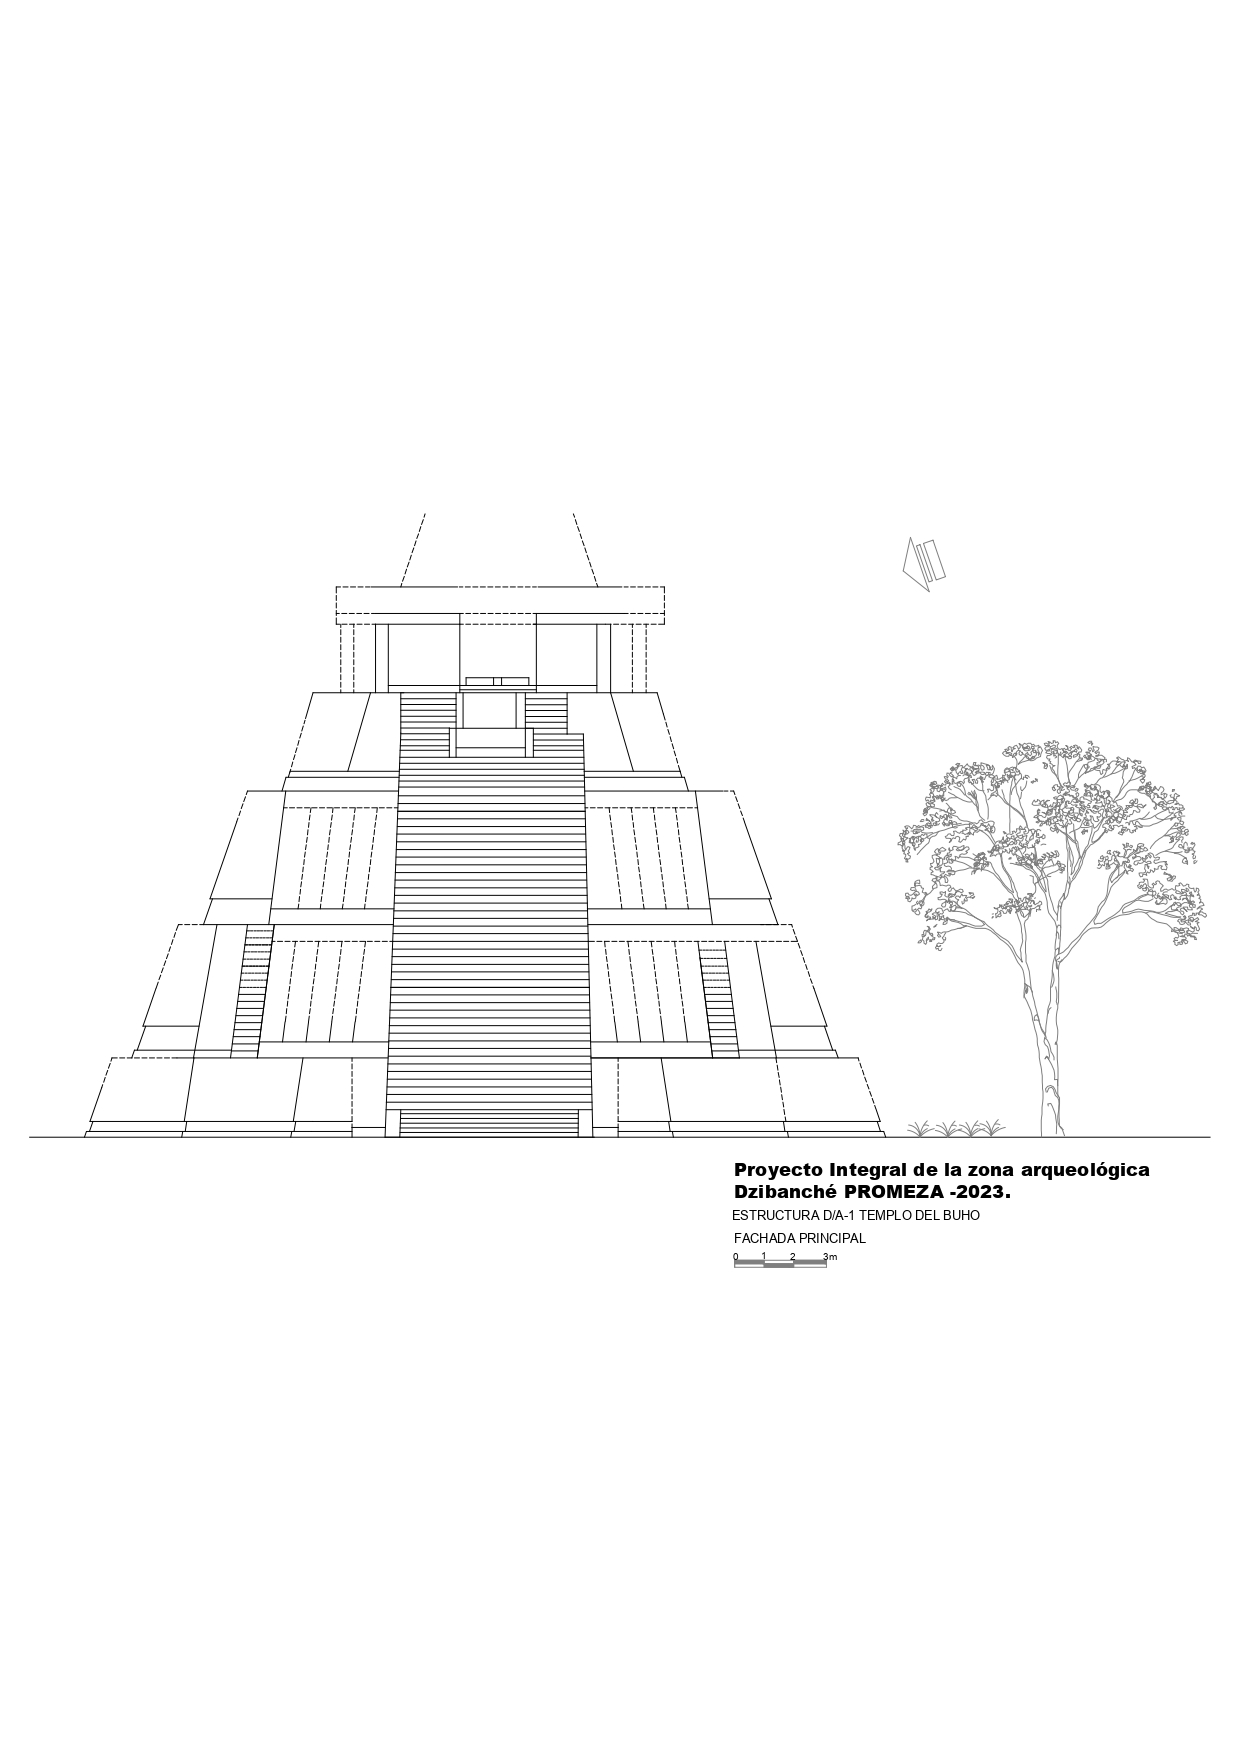 Proyecto Integral de la zona arqueológica
Dzibanché PROMEZA -2023.
ESTRUCTURA D/A-1 TEMPLO DEL BUHO
FACHADA PRINCIPAL
0 1 2 3m